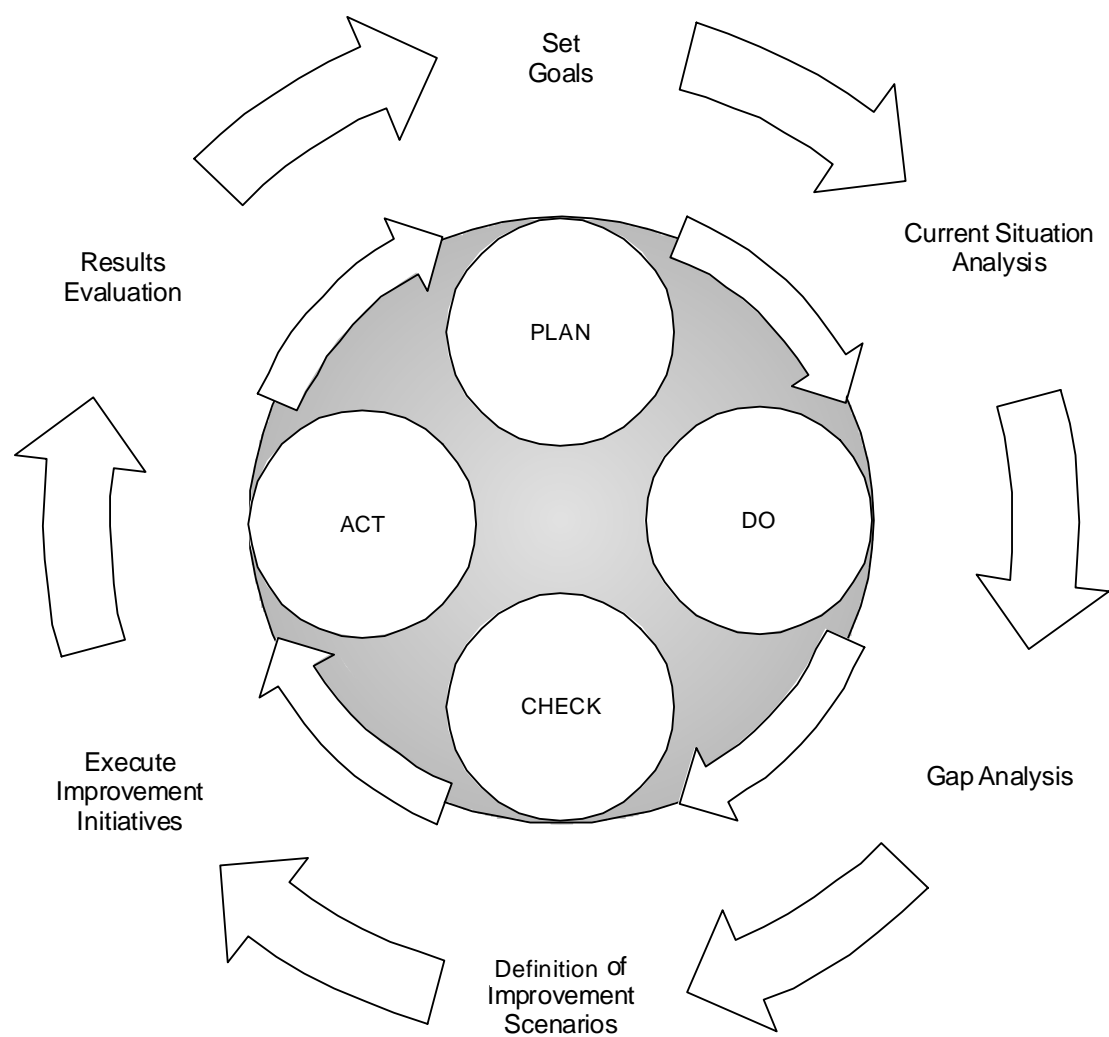 Set
Goals
Current Situation
Analysis
Results
Evaluation
PLAN
ACT
DO
CHECK
Execute
Improvement
Initiatives
Gap Analysis
Definition of
Improvement
Scenarios